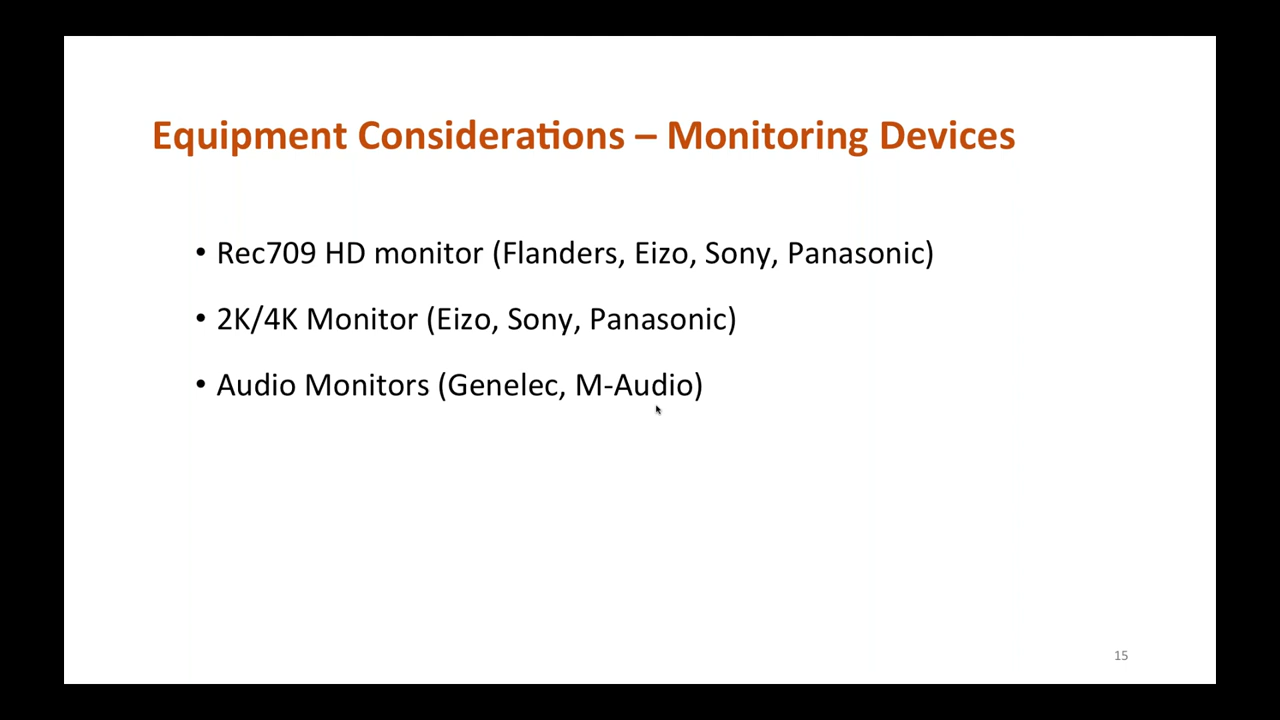 Equipment Considerations – Monitoring Devices
• Rec709 HD monitor (Flanders, Eizo, Sony, Panasonic)
• 2K/4K Monitor (Eizo, Sony, Panasonic)
• Audio Monitors (Genelec, M-Audio)
15